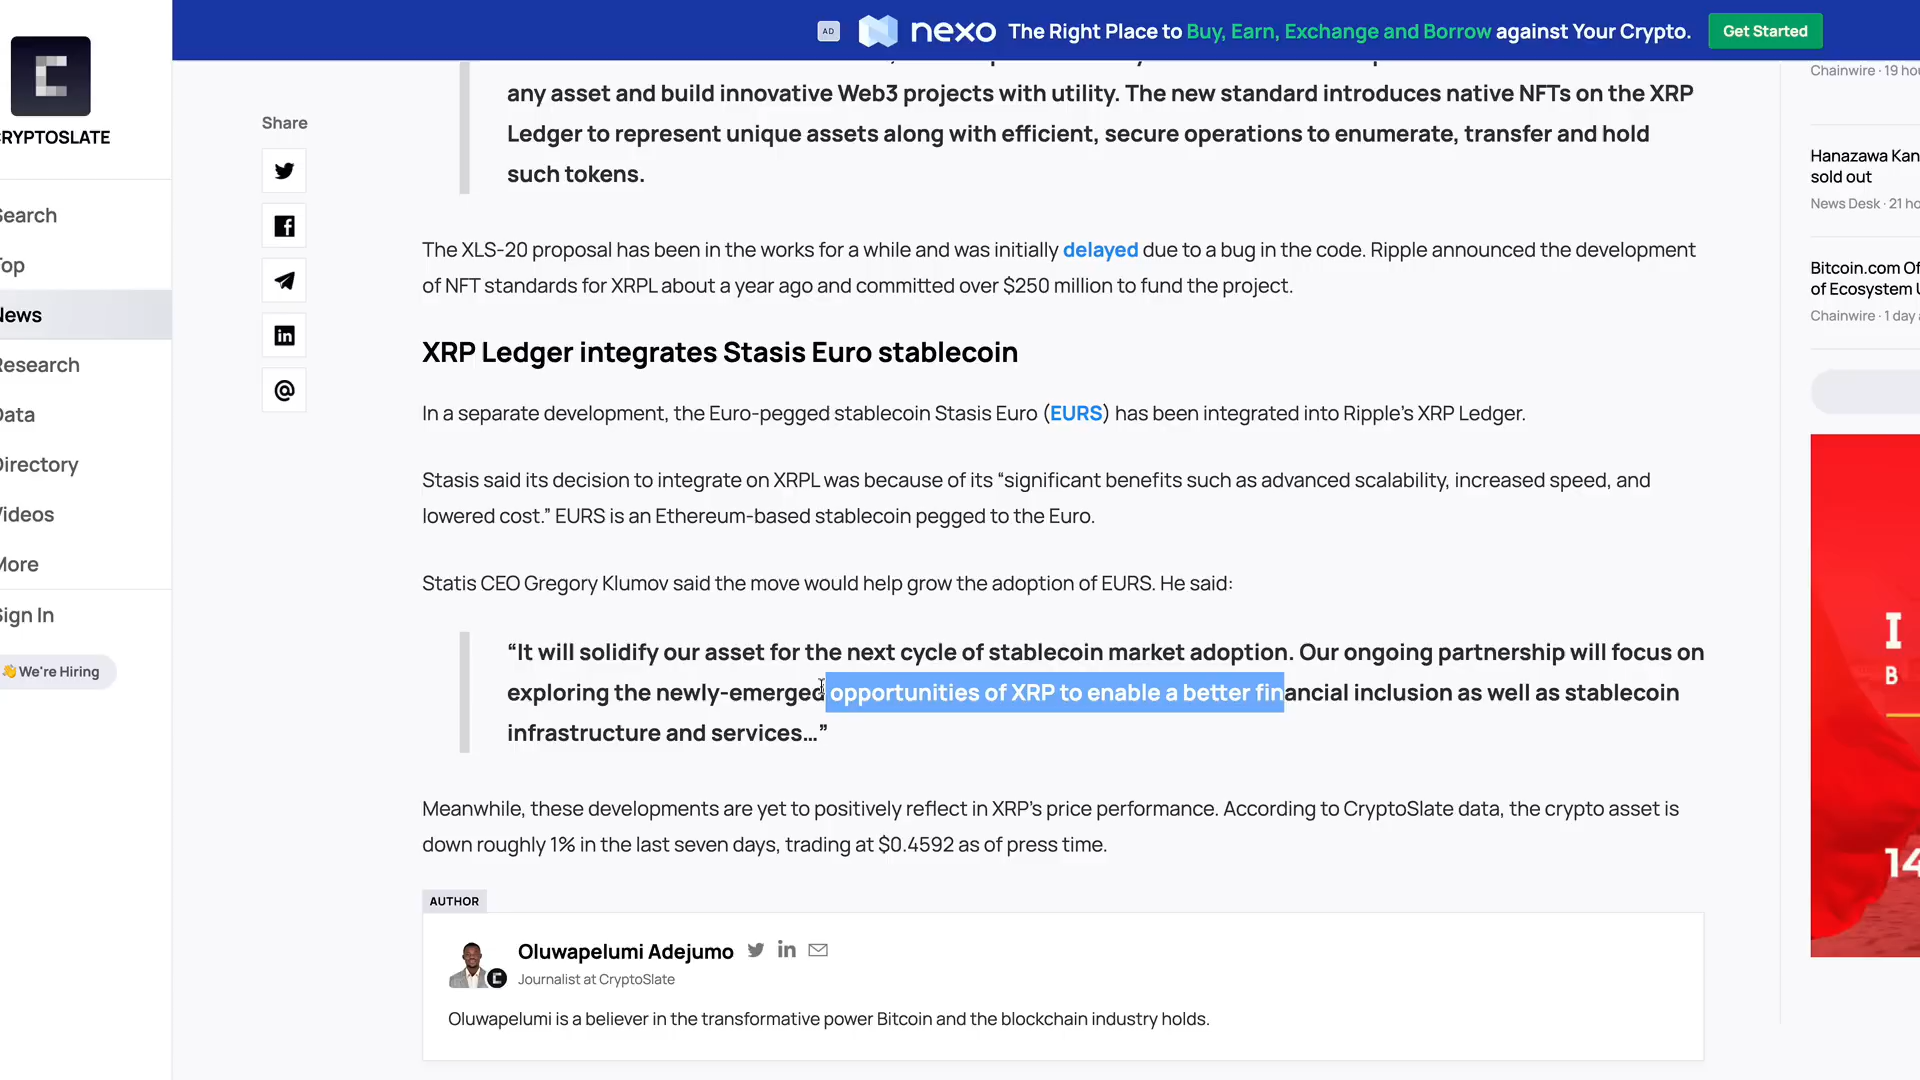 AD
nexo The Right Place to Buy, Earn, Exchange and Borrow against Your Crypto. Get Started
RYPTOSLATE
News
Research
Data
Directory
Videos
More
Sign In
👋We're Hiring
Share
any asset and build innovative Web3 projects with utility. The new standard introduces native NFTs on the XRP
Ledger to represent unique assets along with efficient, secure operations to enumerate, transfer and hold
such tokens.
The XLS-20 proposal has been in the works for a while and was initially delayed due to a bug in the code. Ripple announced the development
of NFT standards for XRPL about a year ago and committed over $250 million to fund the project.
XRP Ledger integrates Stasis Euro stablecoin
In a separate development, the Euro-pegged stablecoin Stasis Euro (EURS) has been integrated into Ripple's XRP Ledger.
Stasis said its decision to integrate on XRPL was because of its “significant benefits such as advanced scalability, increased speed, and
lowered cost.” EURS is an Ethereum-based stablecoin pegged to the Euro.
Statis CEO Gregory Klumov said the move would help grow the adoption of EURS. He said:
“It will solidify our asset for the next cycle of stablecoin market adoption. Our ongoing partnership will focus on
exploring the newly-emerged opportunities of XRP to enable a better financial inclusion as well as stablecoin
infrastructure and services…”
Meanwhile, these developments are yet to positively reflect in XRP's price performance. According to CryptoSlate data, the crypto asset is
down roughly 1% in the last seven days, trading at $0.4592 as of press time.
AUTHOR
Oluwapelumi Adejumo
Journalist at CryptoSlate
Oluwapelumi is a believer in the transformative power Bitcoin and the blockchain industry holds.
Chainwire · 19 hou
Hanazawa Kan
sold out
News Desk · 21 ho
Bitcoin.com Of
of Ecosystem
Chainwire · 1 day
I
B
14